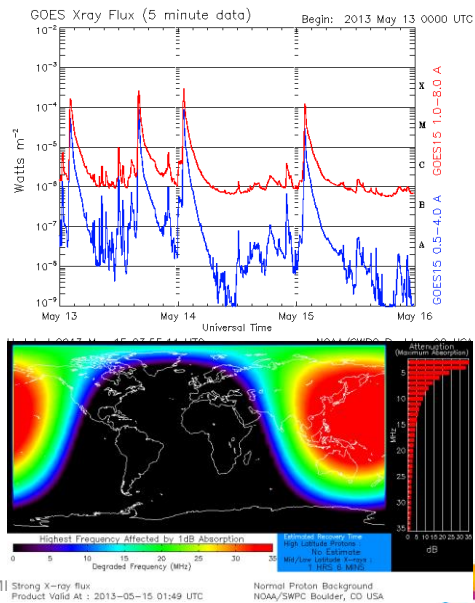 GOES Xray Flux (5 minute data)
Begin: 2013 May 13 0000 UTC
10-2
10-3
10-4
10-5
10-6
10-7
10-8
10-9
Watts m-2
X
M
C
B
A
GOES15 1.0-8.0 A
GOES15 0.5-4.0 A
May 13
May 14
May 15
May 16
Universal Time
Attenuation
(Maximum Absorption)
5
10
15
20
25
30
35
MHz
0 5 10 15 20 25 30 35
dB
Highest Frequency Affected by 1dB Absorption
0 5 10 15 20 25 30 35
Degraded Frequency (MHz)
Estimated Recovery Time
High Latitude Protons :
No Estimate
Mid/Low Latitude X-rays :
1 HRS 6 MINS
Strong X-ray flux
Normal Proton Background
Product Valid At : 2013-05-15 01:49 UTC
NOAA/SWPC Boulder, CO USA